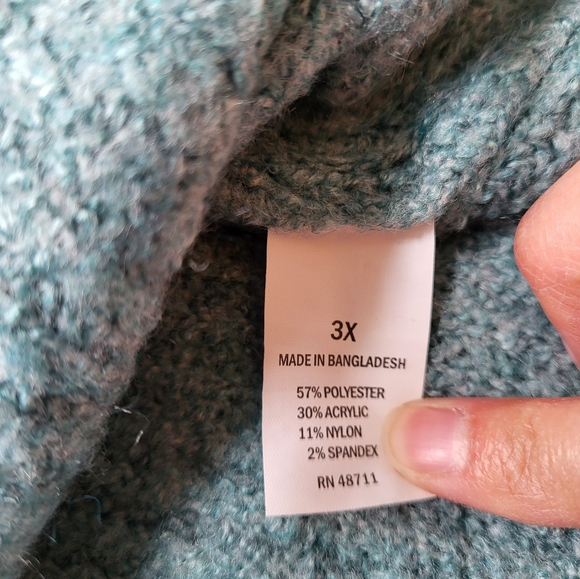 3X
MADE IN BANGLADESH
57% POLYESTER
30% ACRYLIC
11% NYLON
2% SPANDEX
RN 48711